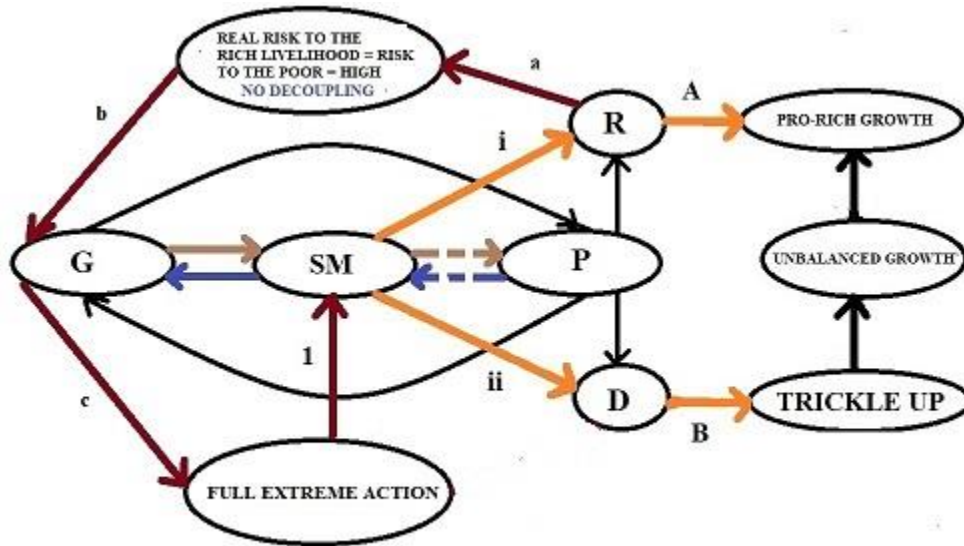 REAL RISK TO THE
RICH LIVELIHOOD = RISK
TO THE POOR = HIGH
NO DECOUPLING
a
R
A
PRO-RICH GROWTH
b
i
G
SM
P
UNBALANCED GROWTH
1
ii
c
D
B
TRICKLE UP
FULL EXTREME ACTION